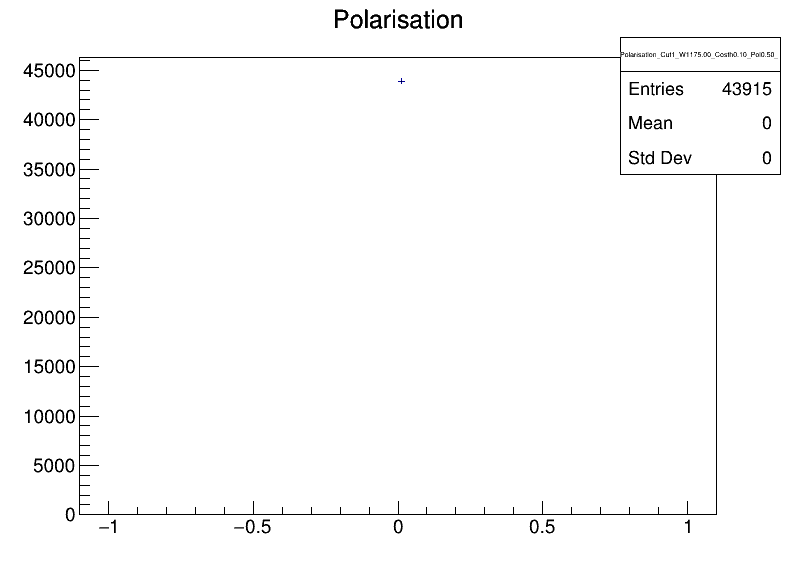 Polarisation
Polarisation_Cut1_W1175.00_Costh0.10_Pol0.50_
Entries 43915
Mean 0
Std Dev 0
45000
40000
35000
30000
25000
20000
15000
10000
5000
0
−1 −0.5 0 0.5 1